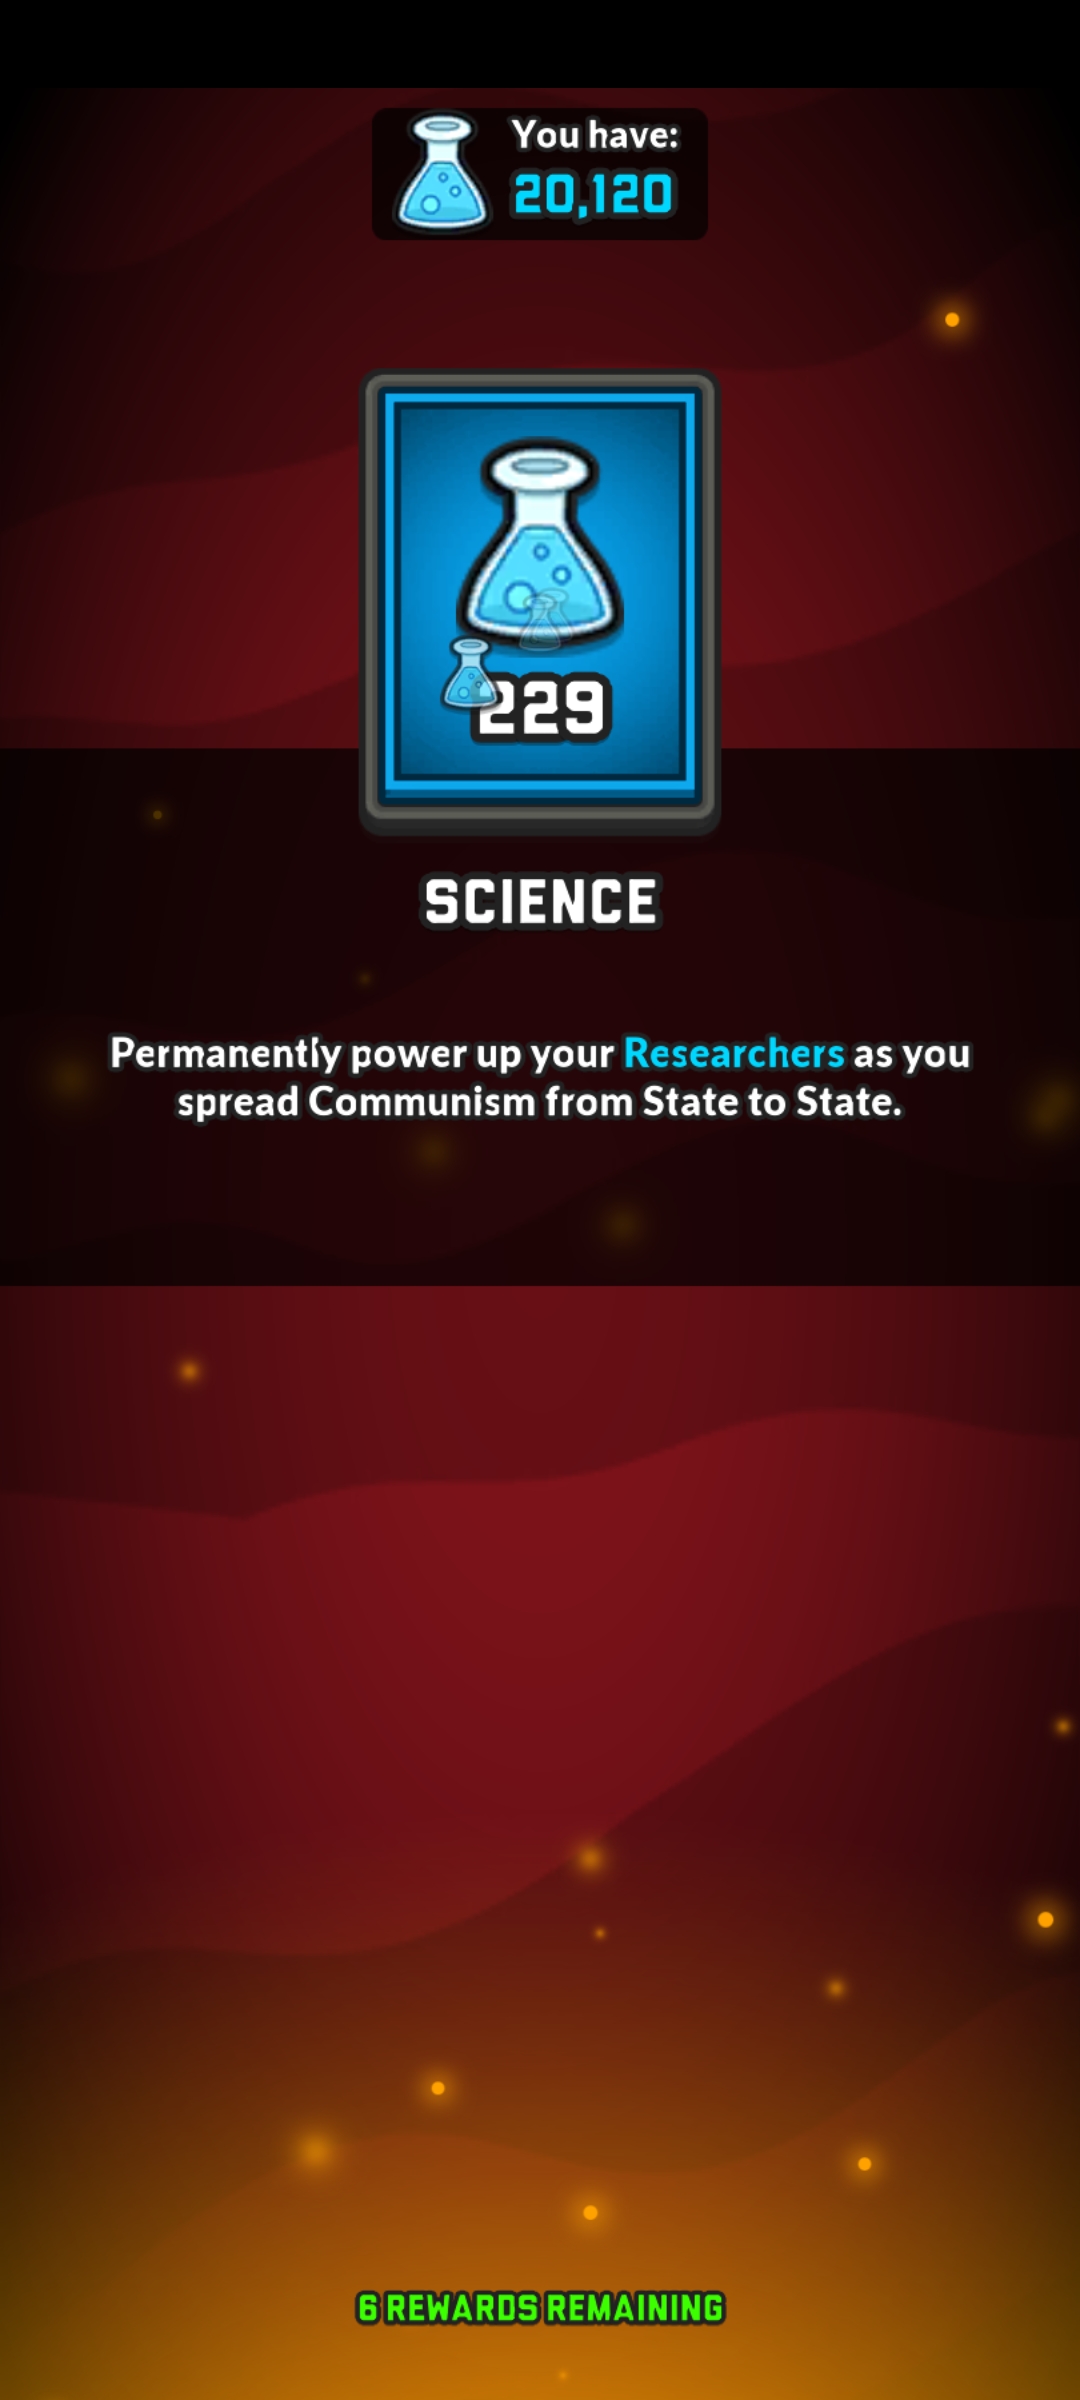 You have:
20,120
229
SCIENCE
Permanently power up your Researchers as you
spread Communism from State to State.
6 REWARDS REMAINING